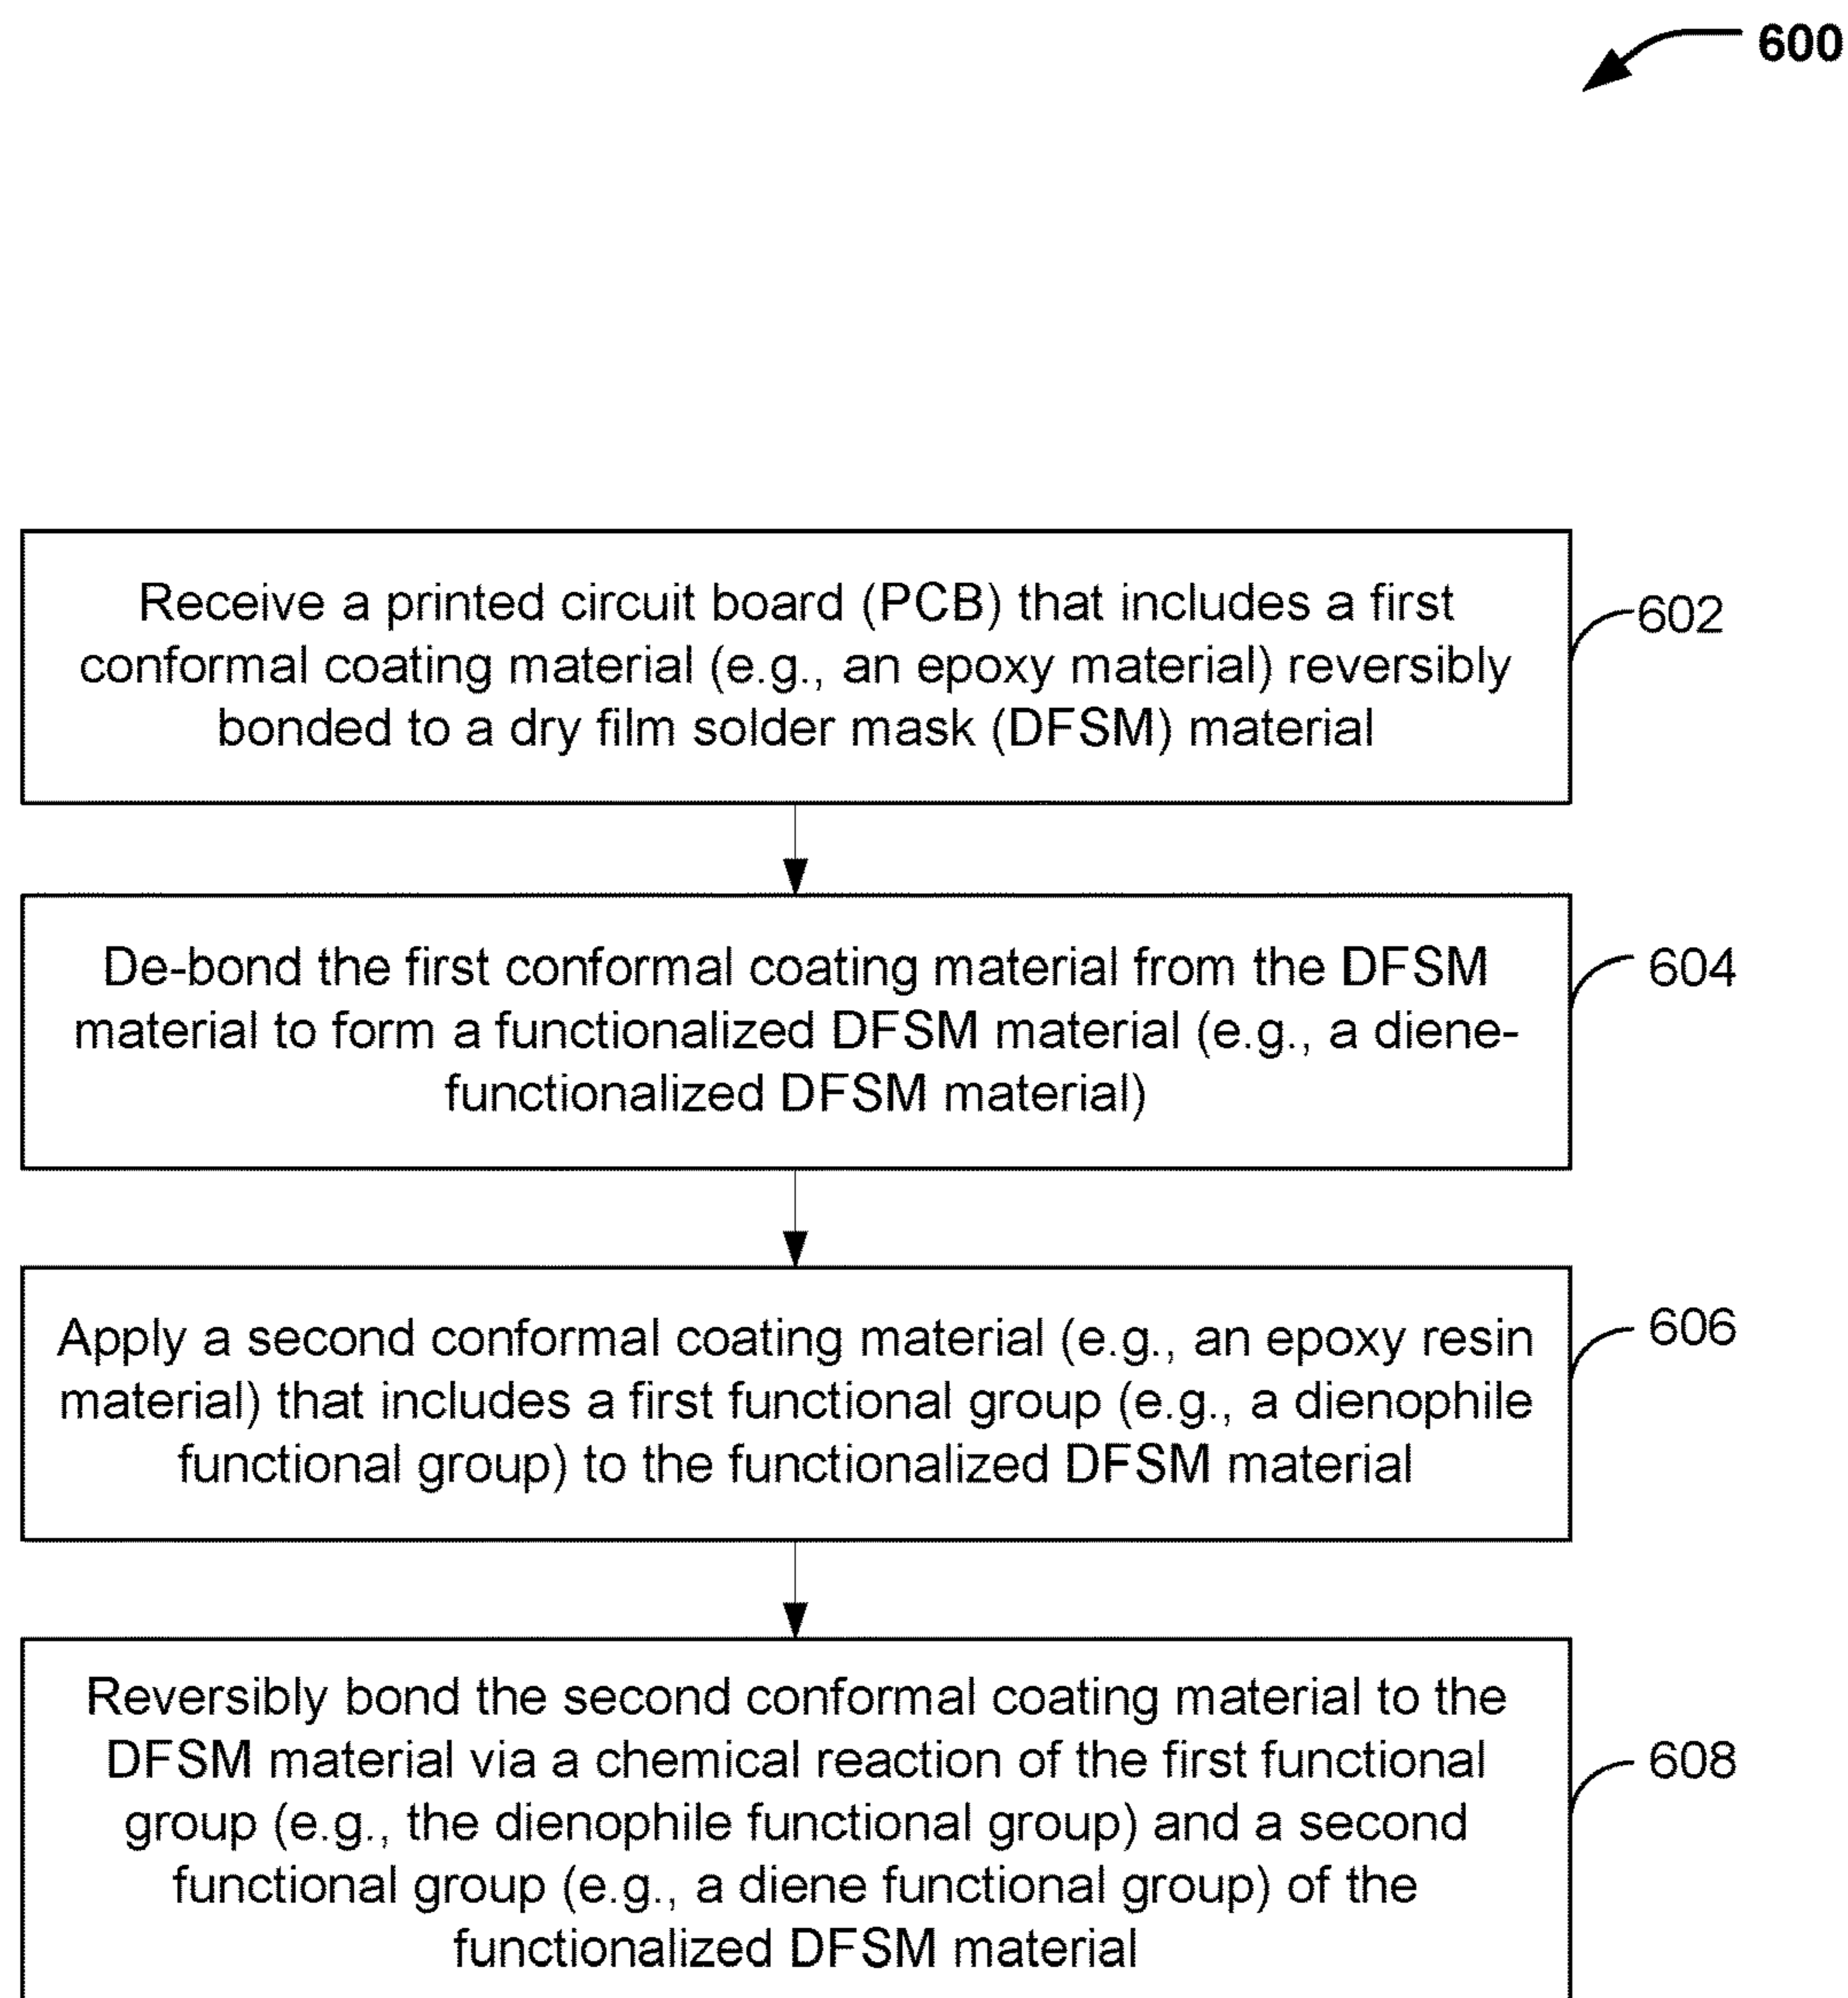 600
Receive a printed circuit board (PCB) that includes a first
conformal coating material (e.g., an epoxy material) reversibly
bonded to a dry film solder mask (DFSM) material
602
De-bond the first conformal coating material from the DFSM
material to form a functionalized DFSM material (e.g., a diene-
functionalized DFSM material)
604
Apply a second conformal coating material (e.g., an epoxy resin
material) that includes a first functional group (e.g., a dienophile
functional group) to the functionalized DFSM material
606
Reversibly bond the second conformal coating material to the
DFSM material via a chemical reaction of the first functional
group (e.g., the dienophile functional group) and a second
functional group (e.g., a diene functional group) of the
functionalized DFSM material
608